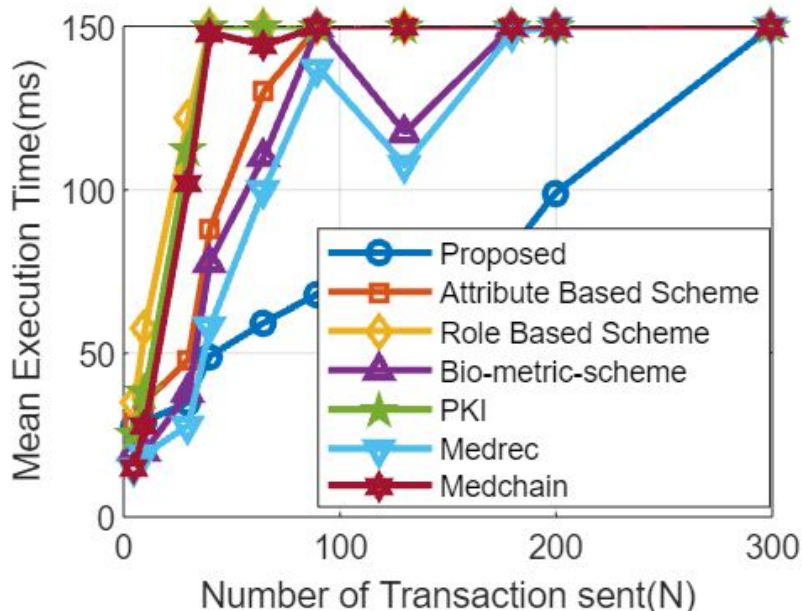 Mean Execution Time(ms)
150
100
50
0
0
100
200
300
Number of Transaction sent(N)
Proposed
Attribute Based Scheme
Role Based Scheme
Bio-metric-scheme
PKI
Medrec
Medchain